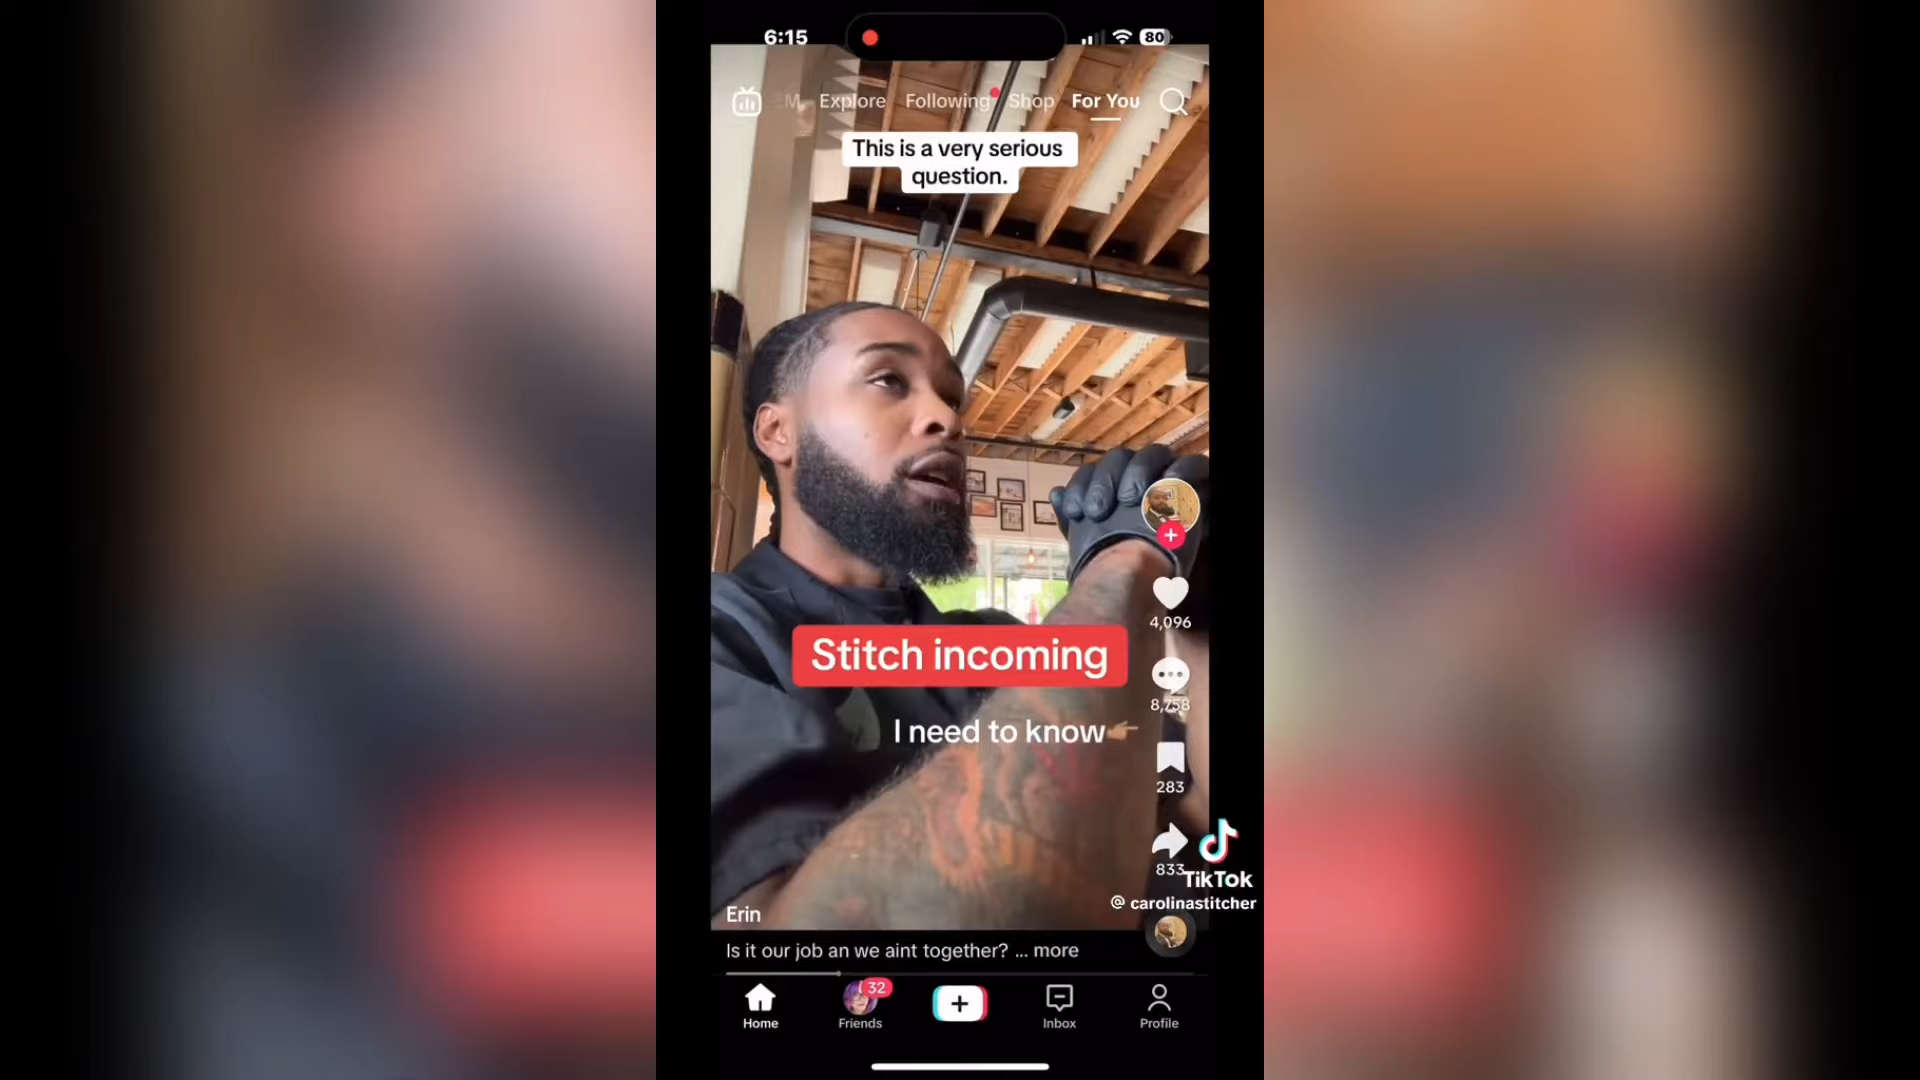 6:15
80
M
Explore
Following
Shop
For You
This is a very serious
question.
4,096
Stitch incoming
8,758
I need to know
283
833
TikTok
@ carolinastitcher
Erin
Is it our job an we aint together? ... more
32
Home
Friends
Inbox
Profile